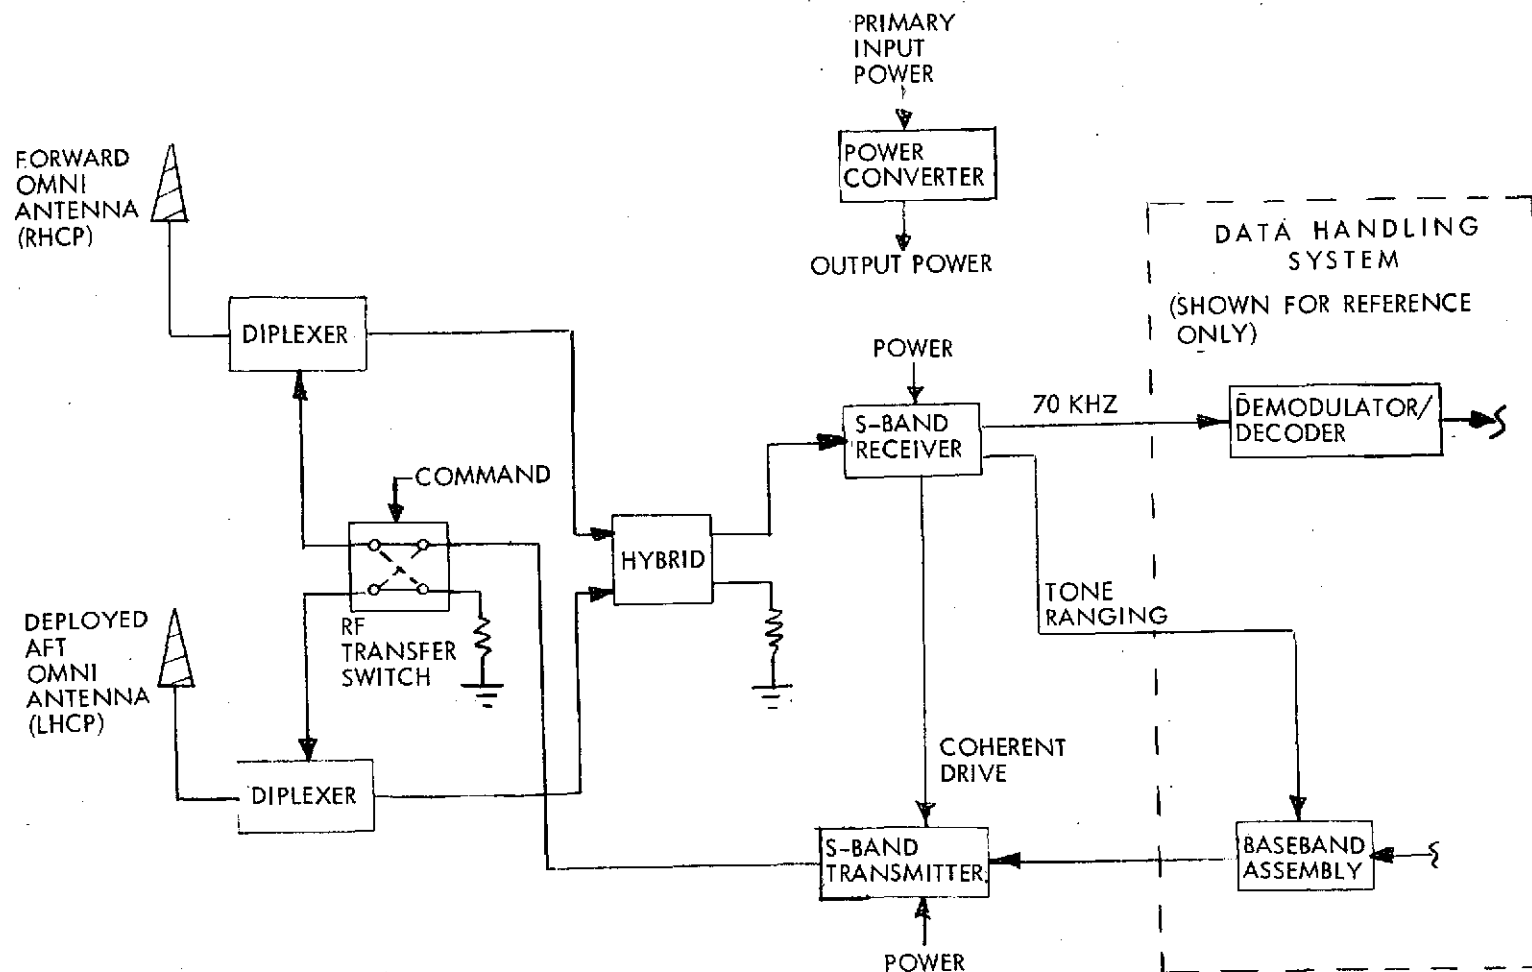 PRIMARY
INPUT
POWER
POWER
CONVERTER
OUTPUT POWER
FORWARD
OMNI
ANTENNA
(RHCP)
DIPLEXER
COMMAND
RF
TRANSFER
SWITCH
HYBRID
DEPLOYED
AFT
OMNI
ANTENNA
(LHCP)
DIPLEXER
POWER
S-BAND
RECEIVER
70 KHZ
TONE
RANGING
COHERENT
DRIVE
S-BAND
TRANSMITTER
POWER
DATA HANDLING
SYSTEM
(SHOWN FOR REFERENCE
ONLY)
DEMODULATOR/
DECODER
BASEBAND
ASSEMBLY